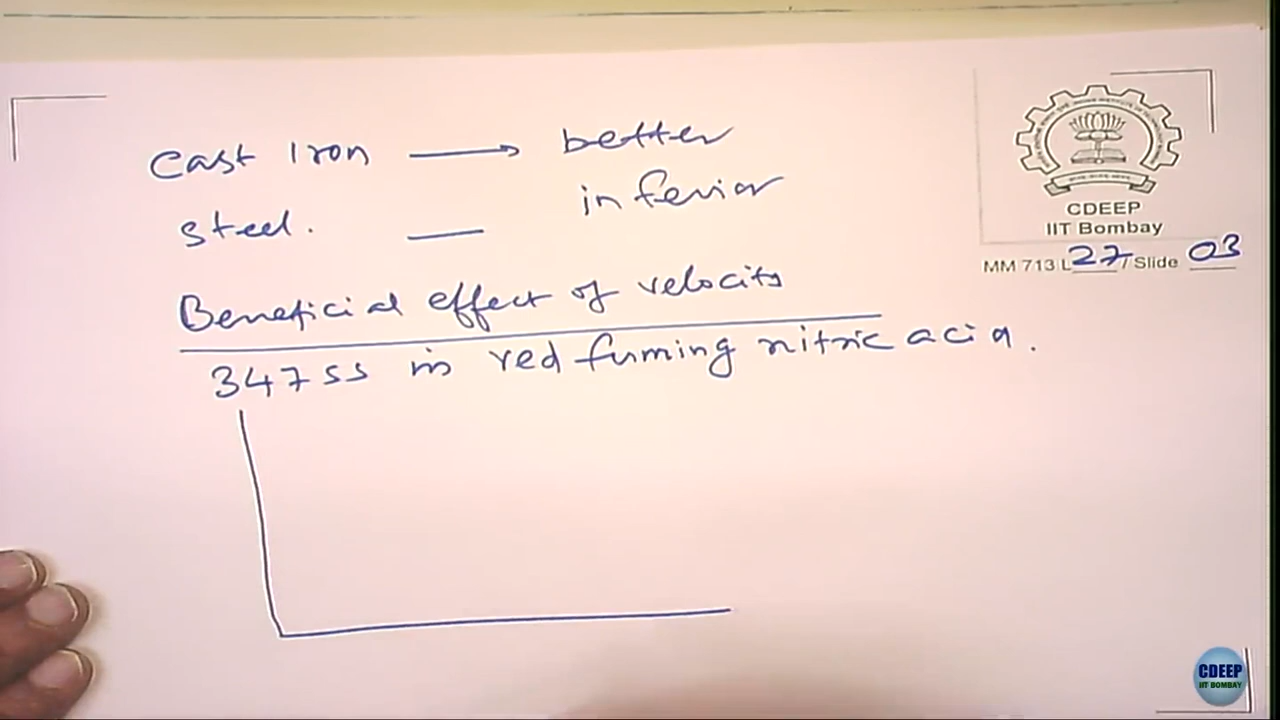 cast Iron → better
steel. — inferior
Beneficial effect of velocity
347 SS in red fuming nitric acid.
CDEEP
IIT Bombay
MM 713 L 27 / Slide 03
CDEEP
IIT BOMBAY